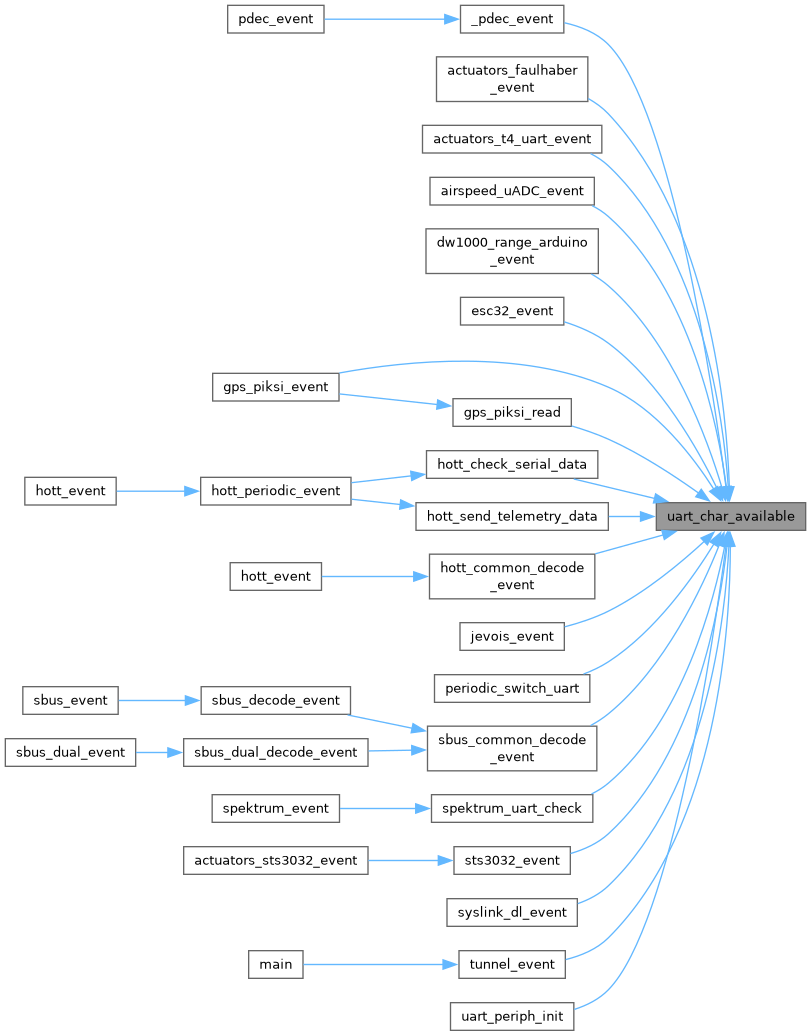 pdec_event
_pdec_event
actuators_faulhaber
_event
actuators_t4_uart_event
airspeed_uADC_event
dw1000_range_arduino
_event
esc32_event
gps_piksi_event
gps_piksi_read
hott_check_serial_data
hott_event
hott_periodic_event
hott_send_telemetry_data
uart_char_available
hott_event
hott_common_decode
_event
jevois_event
periodic_switch_uart
sbus_event
sbus_decode_event
sbus_common_decode
_event
sbus_dual_event
sbus_dual_decode_event
spektrum_event
spektrum_uart_check
actuators_sts3032_event
sts3032_event
syslink_dl_event
main
tunnel_event
uart_periph_init